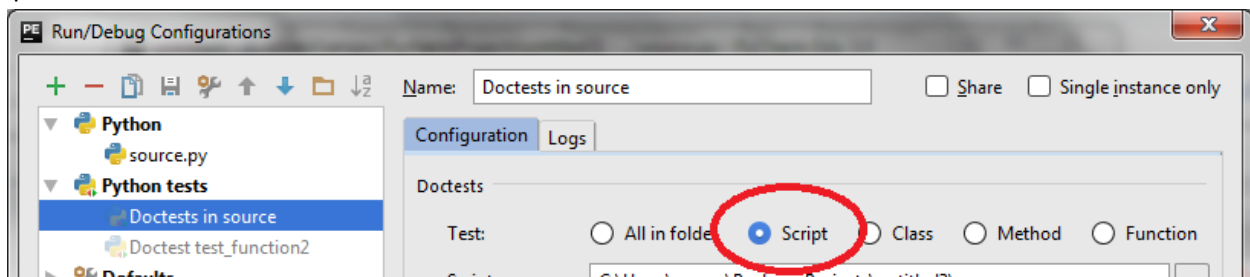 PE Run/Debug Configurations
Name: Doctests in source Share Single instance only
Python
source.py
Python tests
Doctests in source
Doctest test_function2
Configuration Logs
Doctests
Test: All in folder Script Class Method Function